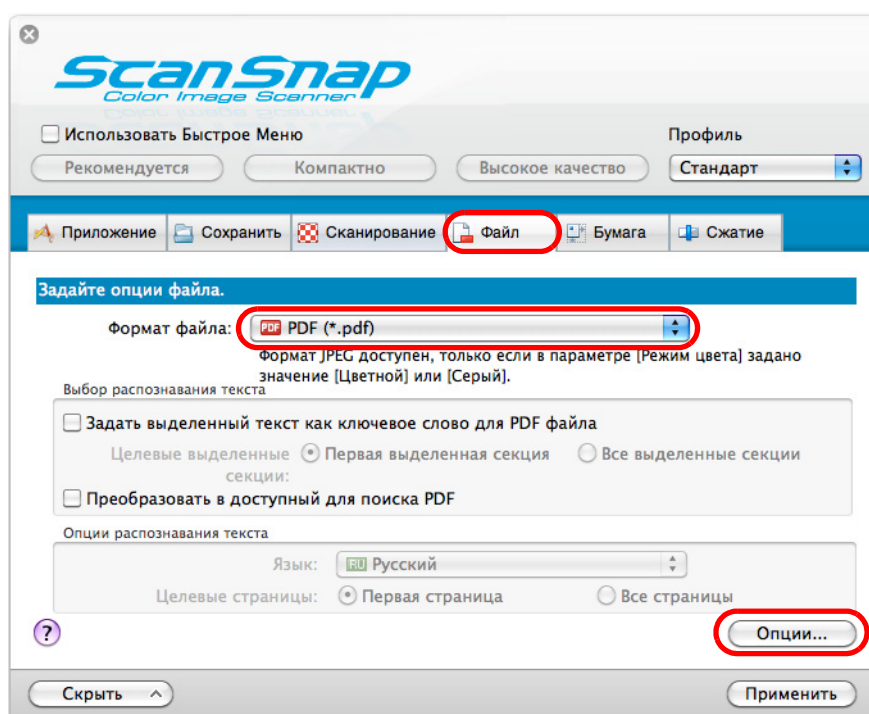 ScanSnap
Color Image Scanner
Использовать Быстрое Меню
Профиль
Рекомендуется Компактно Высокое качество Стандарт
Приложение Сохранить Сканирование Файл Бумага Сжатие
Задайте опции файла.
Формат файла: PDF PDF (*.pdf)
Формат JPEG доступен, только если в параметре [Режим цвета] задано
значение [Цветной] или [Серый].
Выбор распознавания текста
Задать выделенный текст как ключевое слово для PDF файла
Целевые выделенные Первая выделенная секция Все выделенные секции
секции:
Преобразовать в доступный для поиска PDF
Опции распознавания текста
Язык: RU Русский
Целевые страницы: Первая страница Все страницы
? Опции...
Скрыть Применить